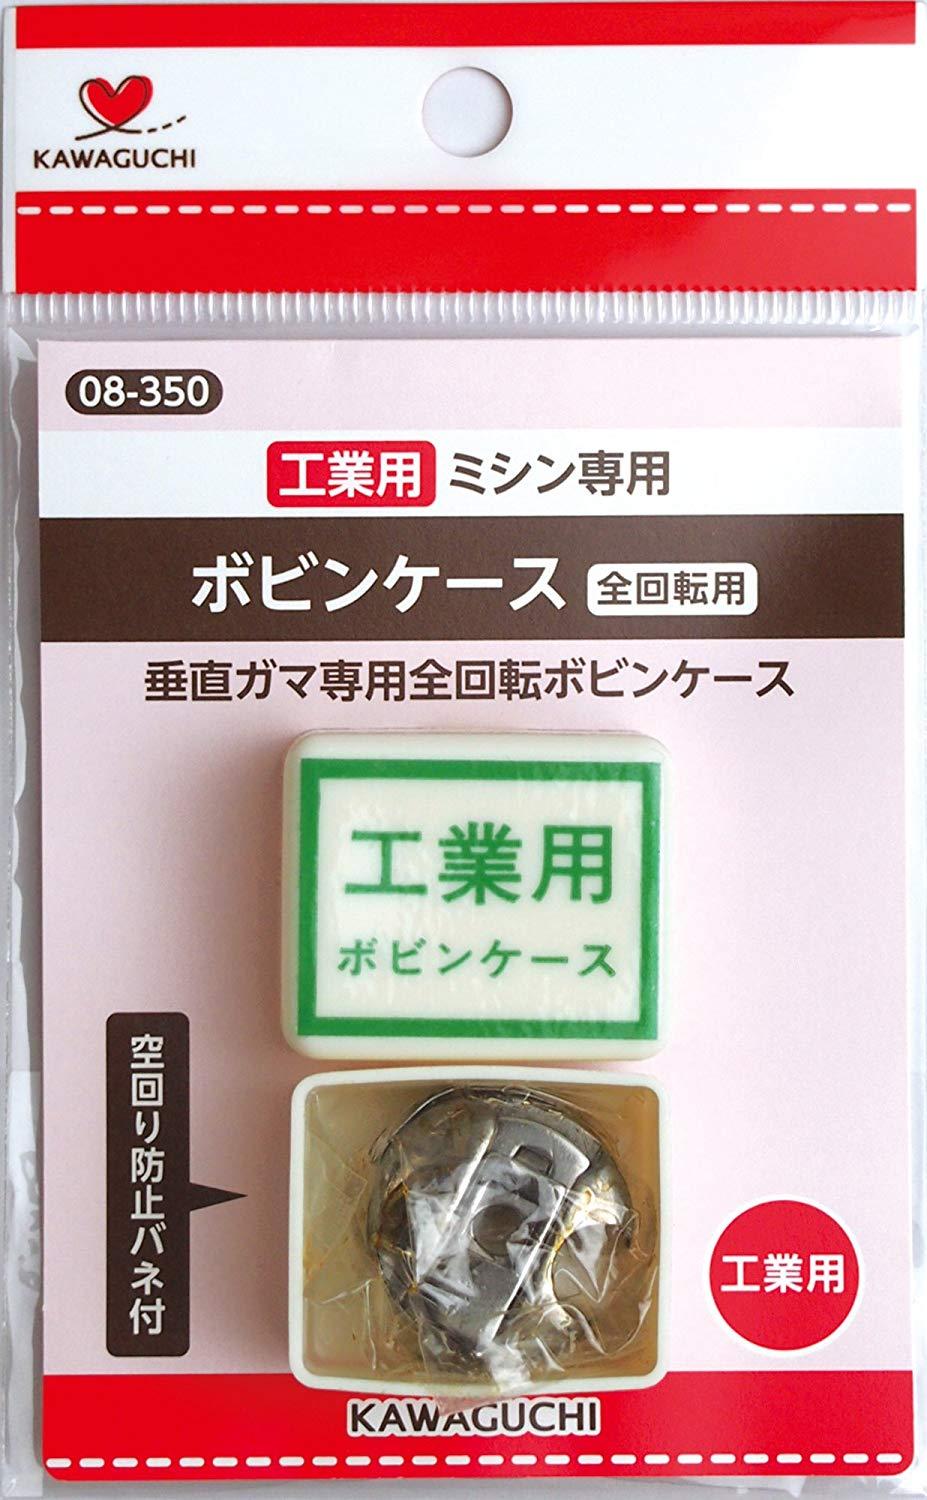 KAWAGUCHI
08-350
工業用 ミシン専用
ボビンケース 全回転用
垂直ガマ専用全回転ボビンケース
工業用
ボビンケース
空回り防止バネ付
工業用
KAWAGUCHI